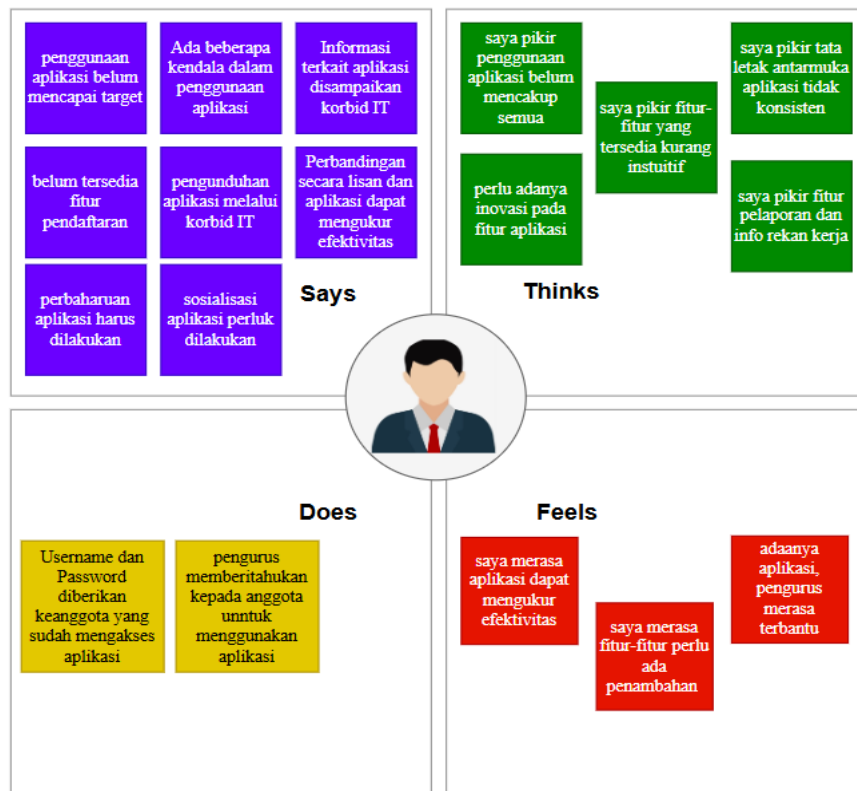 penggunaan
aplikasi belum
mencapai target
Ada beberapa
kendala dalam
penggunaan
aplikasi
Informasi
terkait aplikasi
disampaikan
korbid IT
belum tersedia
fitur
pendaftaran
pengunduhan
aplikasi melalui
korbid IT
Perbandingan
secara lisan dan
aplikasi dapat
mengukur
efektivitas
perbaharuan
aplikasi harus
dilakukan
sosialisasi
aplikasi perluk
dilakukan
Says
saya pikir
penggunaan
aplikasi belum
mencakup
semua
saya pikir fitur-
fitur yang
tersedia kurang
instuitif
saya pikir tata
letak antarmuka
aplikasi tidak
konsisten
perlu adanya
inovasi pada
fitur aplikasi
saya pikir fitur
pelaporan dan
info rekan kerja
Thinks
Does
Username dan
Password
diberikan
keanggota yang
sudah mengakses
aplikasi
pengurus
memberitahukan
kepada anggota
unntuk
menggunakan
aplikasi
Feels
saya merasa
aplikasi dapat
mengukur
efektivitas
saya merasa
fitur-fitur perlu
ada
penambahan
adaanya
aplikasi,
pengurus
merasa
terbantu